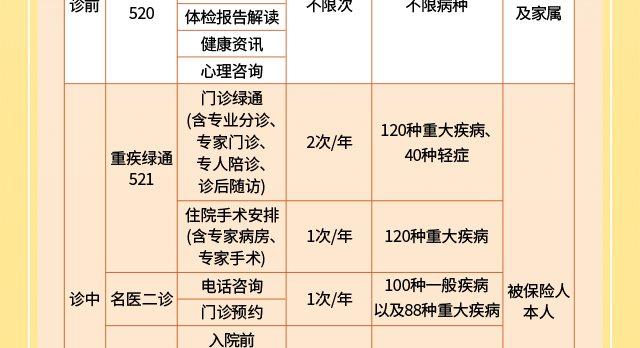 诊前
520
体检报告解读
健康资讯
心理咨询
不限次
不限病种
及家属
诊中
重疾绿通
521
门诊绿通
(含专业分诊、
专家门诊、
专人陪诊、
诊后随访)
2次/年
120种重大疾病、
40种轻症
住院手术安排
(含专家病房、
专家手术)
1次/年
120种重大疾病
名医二诊
电话咨询
门诊预约
1次/年
100种一般疾病
以及88种重大疾病
被保险人
本人
入院前